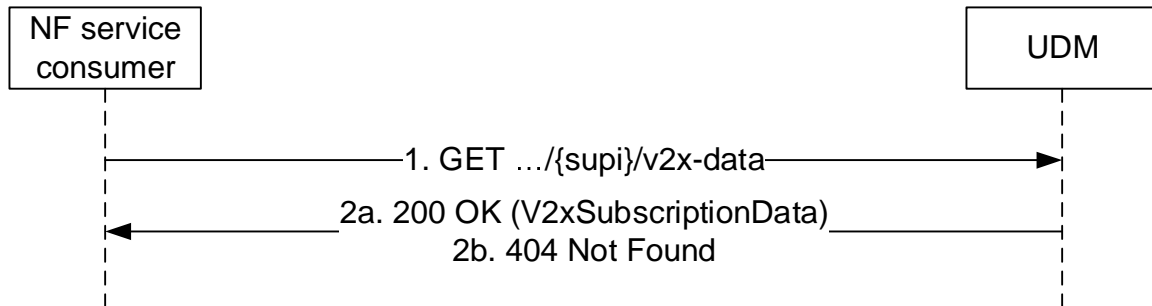 NF service
consumer
UDM
1. GET …/{supi}/v2x-data
2a. 200 OK (V2xSubscriptionData)
2b. 404 Not Found